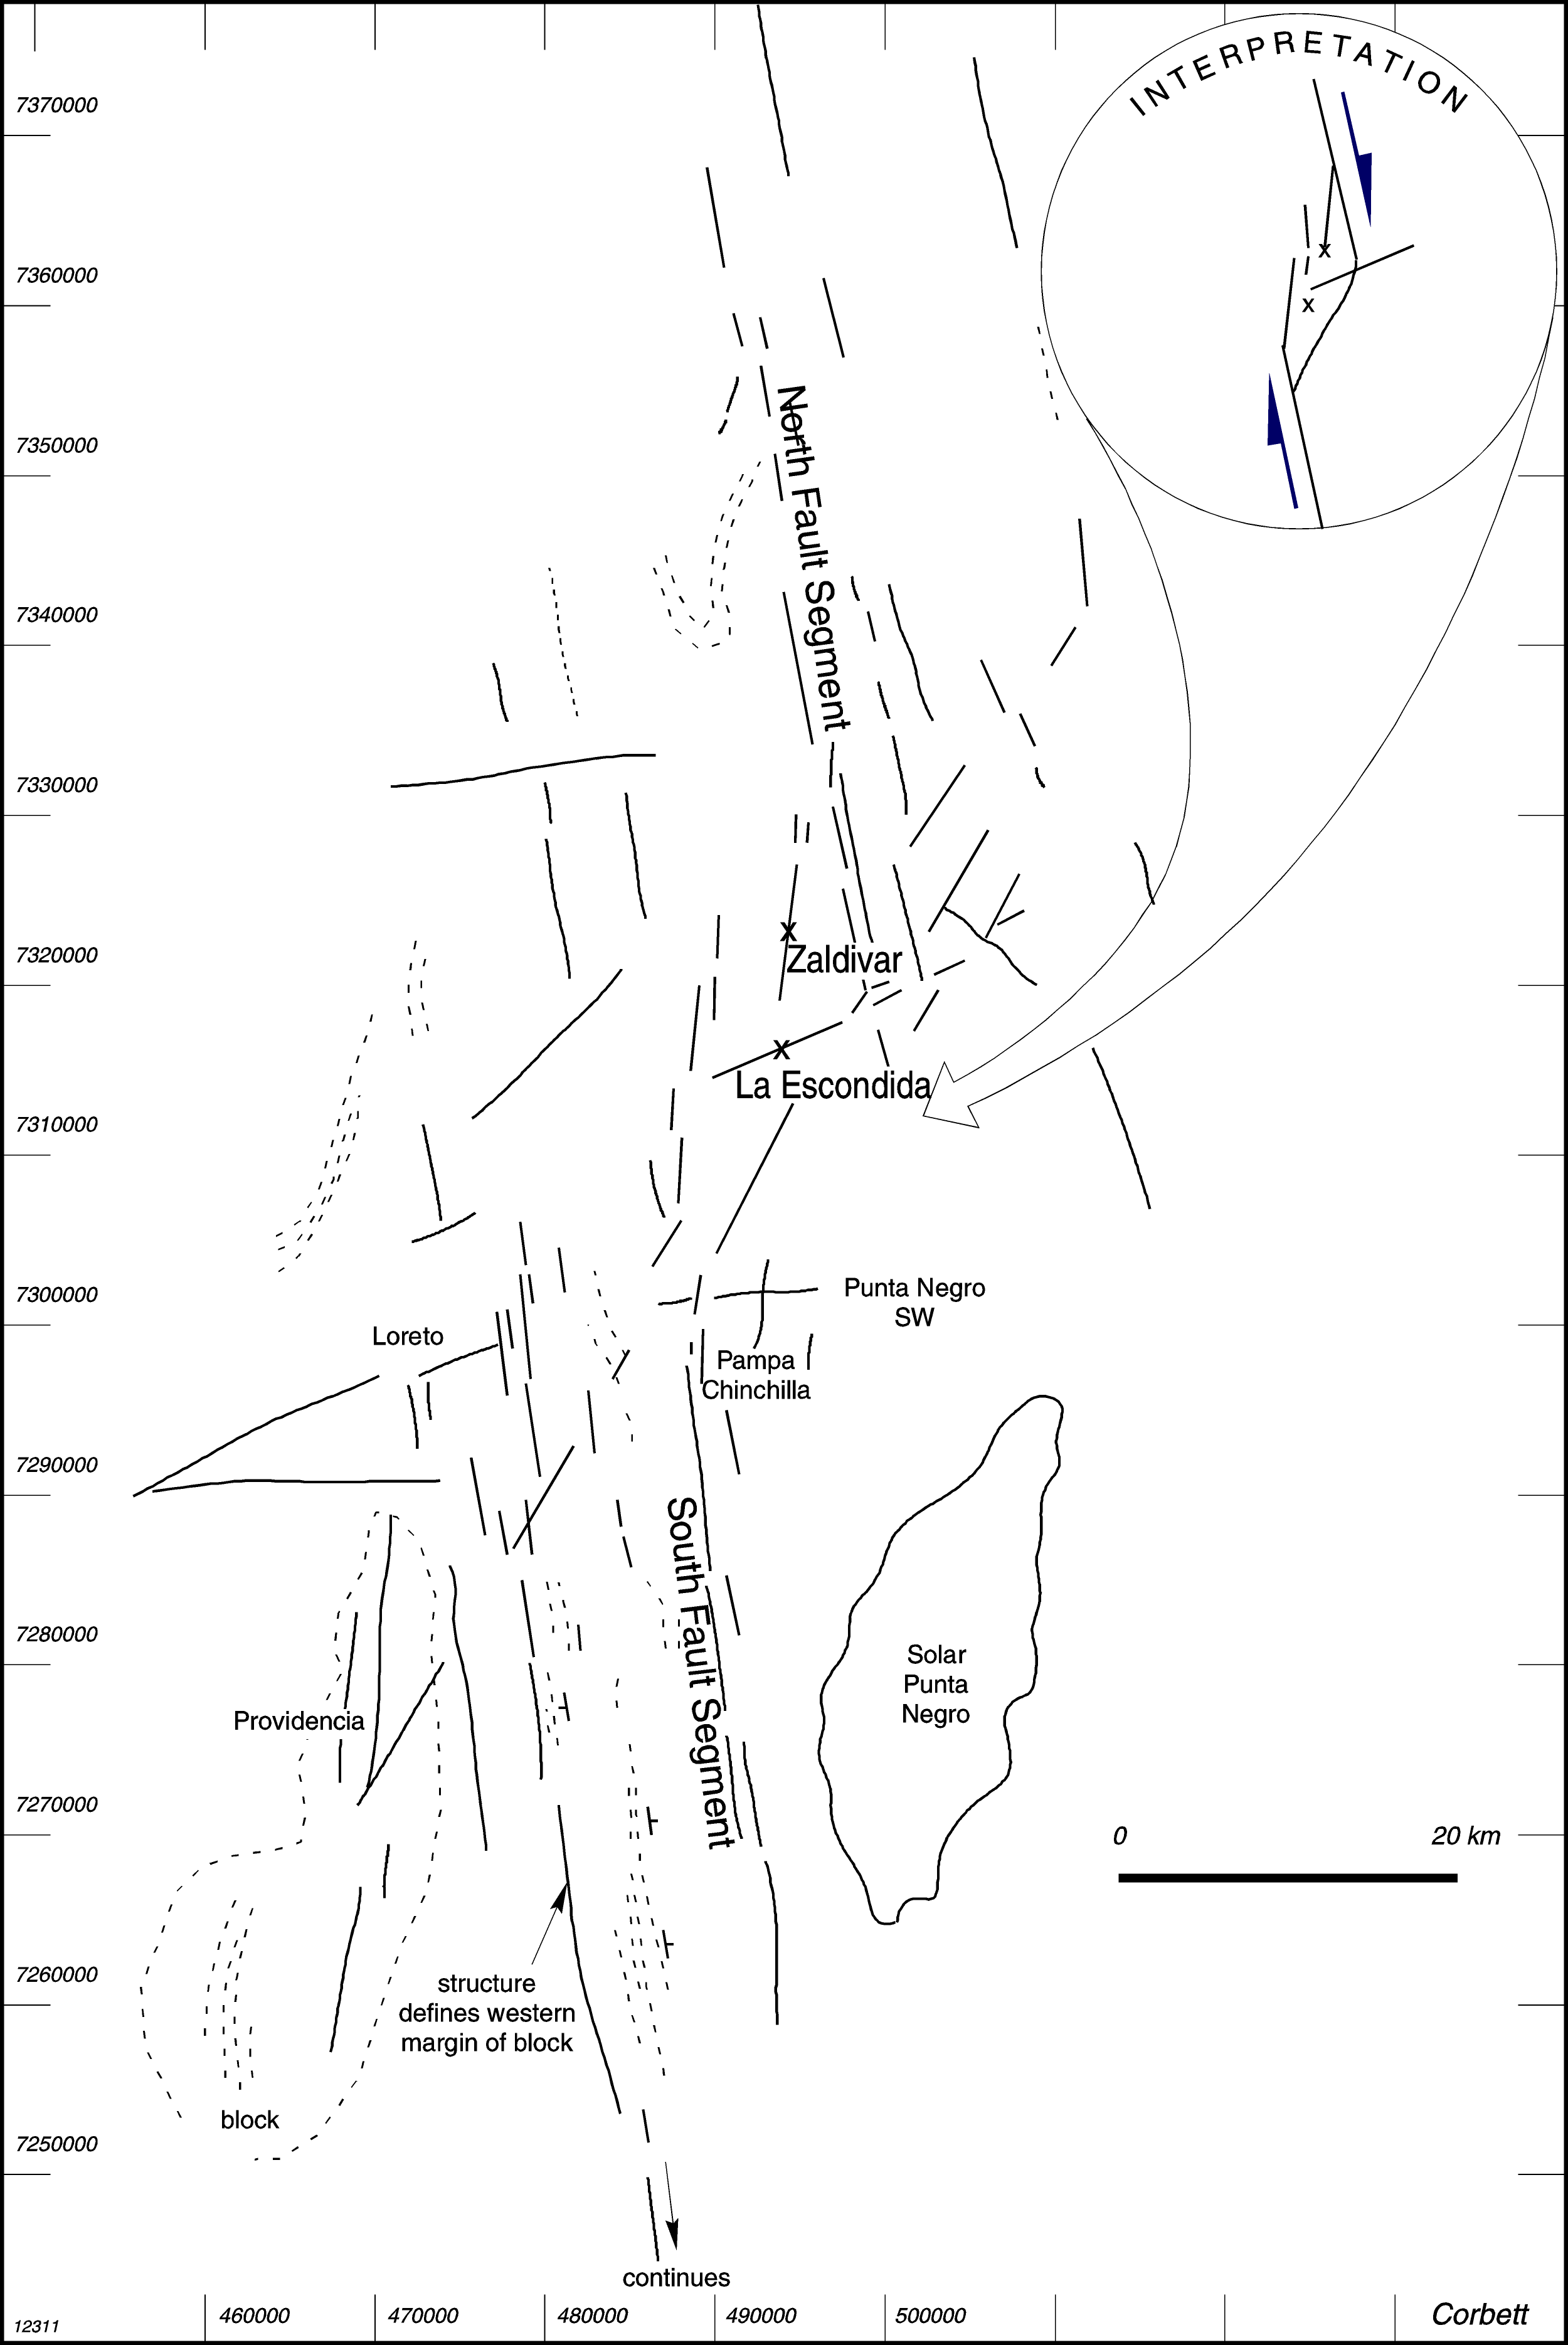 INTERPRETATION
7370000
7360000
7350000
North Fault Segment
7340000
7330000
x
x
x
Zaldivar
7320000
x
La Escondida
7310000
7300000
Punta Negro
SW
Loreto
Pampa
Chinchilla
7290000
South Fault Segment
7280000
Solar
Punta
Negro
Providencia
7270000
0 20 km
7260000
structure
defines western
margin of block
block
7250000
continues
460000 470000 480000 490000 500000
12311
Corbett